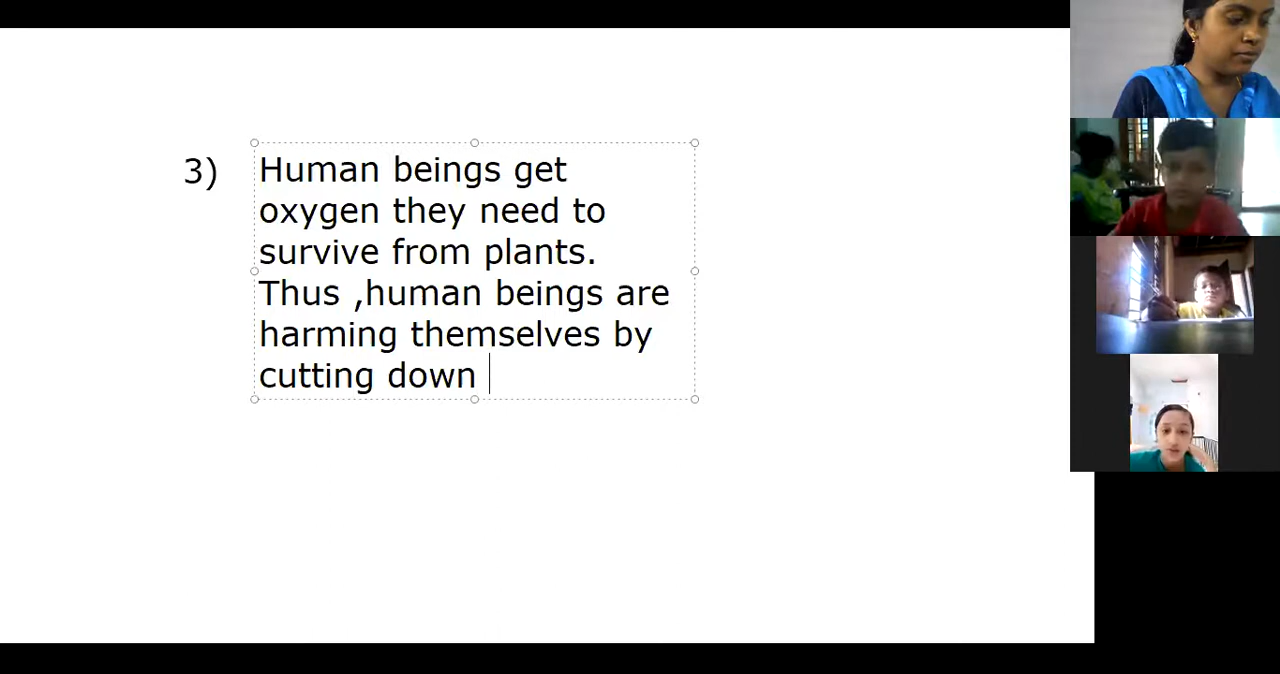 3) Human beings get
oxygen they need to
survive from plants.
Thus ,human beings are
harming themselves by
cutting down